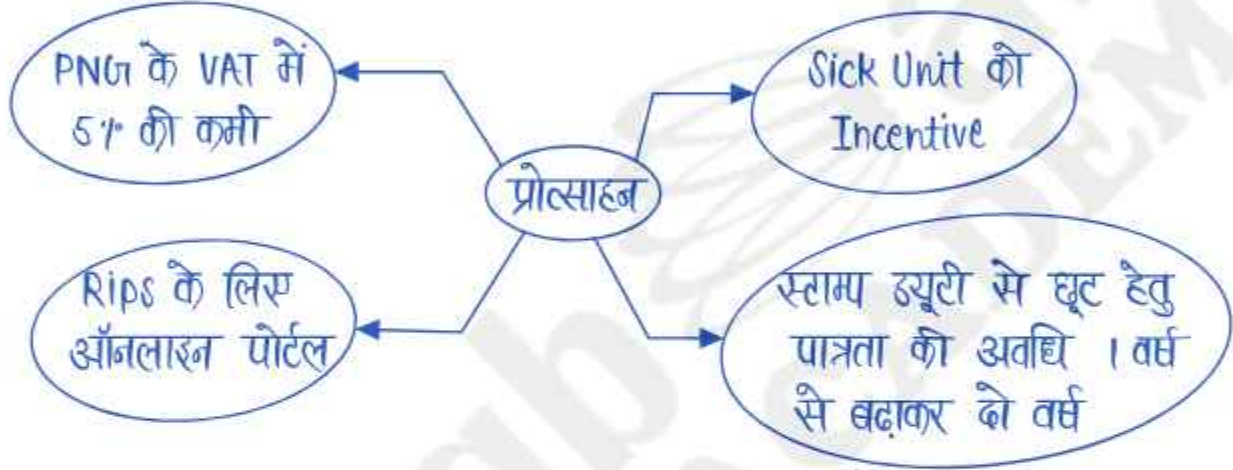 PNG के VAT में
5% की कमी
Sick Unit को
Incentive
प्रोत्साहन
Rips के लिए
ऑनलाइन पोर्टल
स्टाम्प ड्यूटी से छूट हेतु
पात्रता की अवधि 1 वर्ष
से बढ़ाकर दो वर्ष